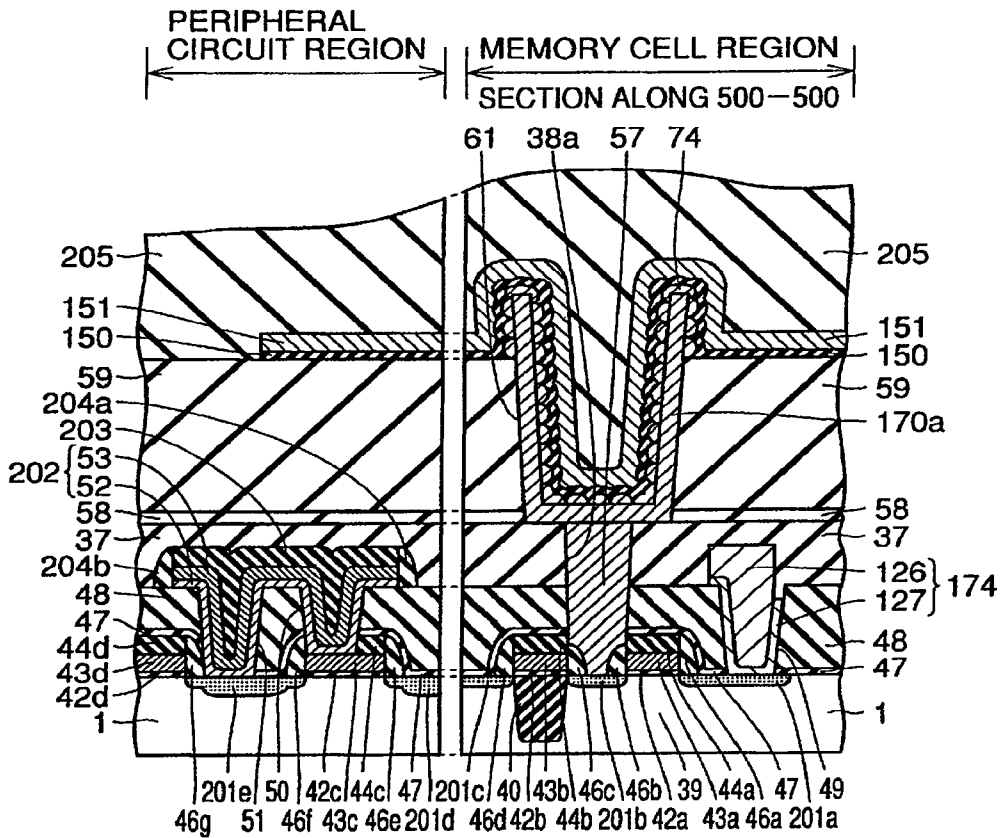 PERIPHERAL
CIRCUIT REGION
MEMORY CELL REGION
SECTION ALONG 500-500
61 38a 57 74
205
151
150
59
204a
203
202 { 53
52
58
37
204b
48
47
44d
43d
42d
1
205
151
150
59
170a
58
37
126
127 } 174
48
47
1
201e 50 42c 44c 47 201c 40 43b 46c 46b 39 44a 47 49
46g 51 46f 43c 46e 201d 46d 42b 44b 201b 42a 43a 46a 201a